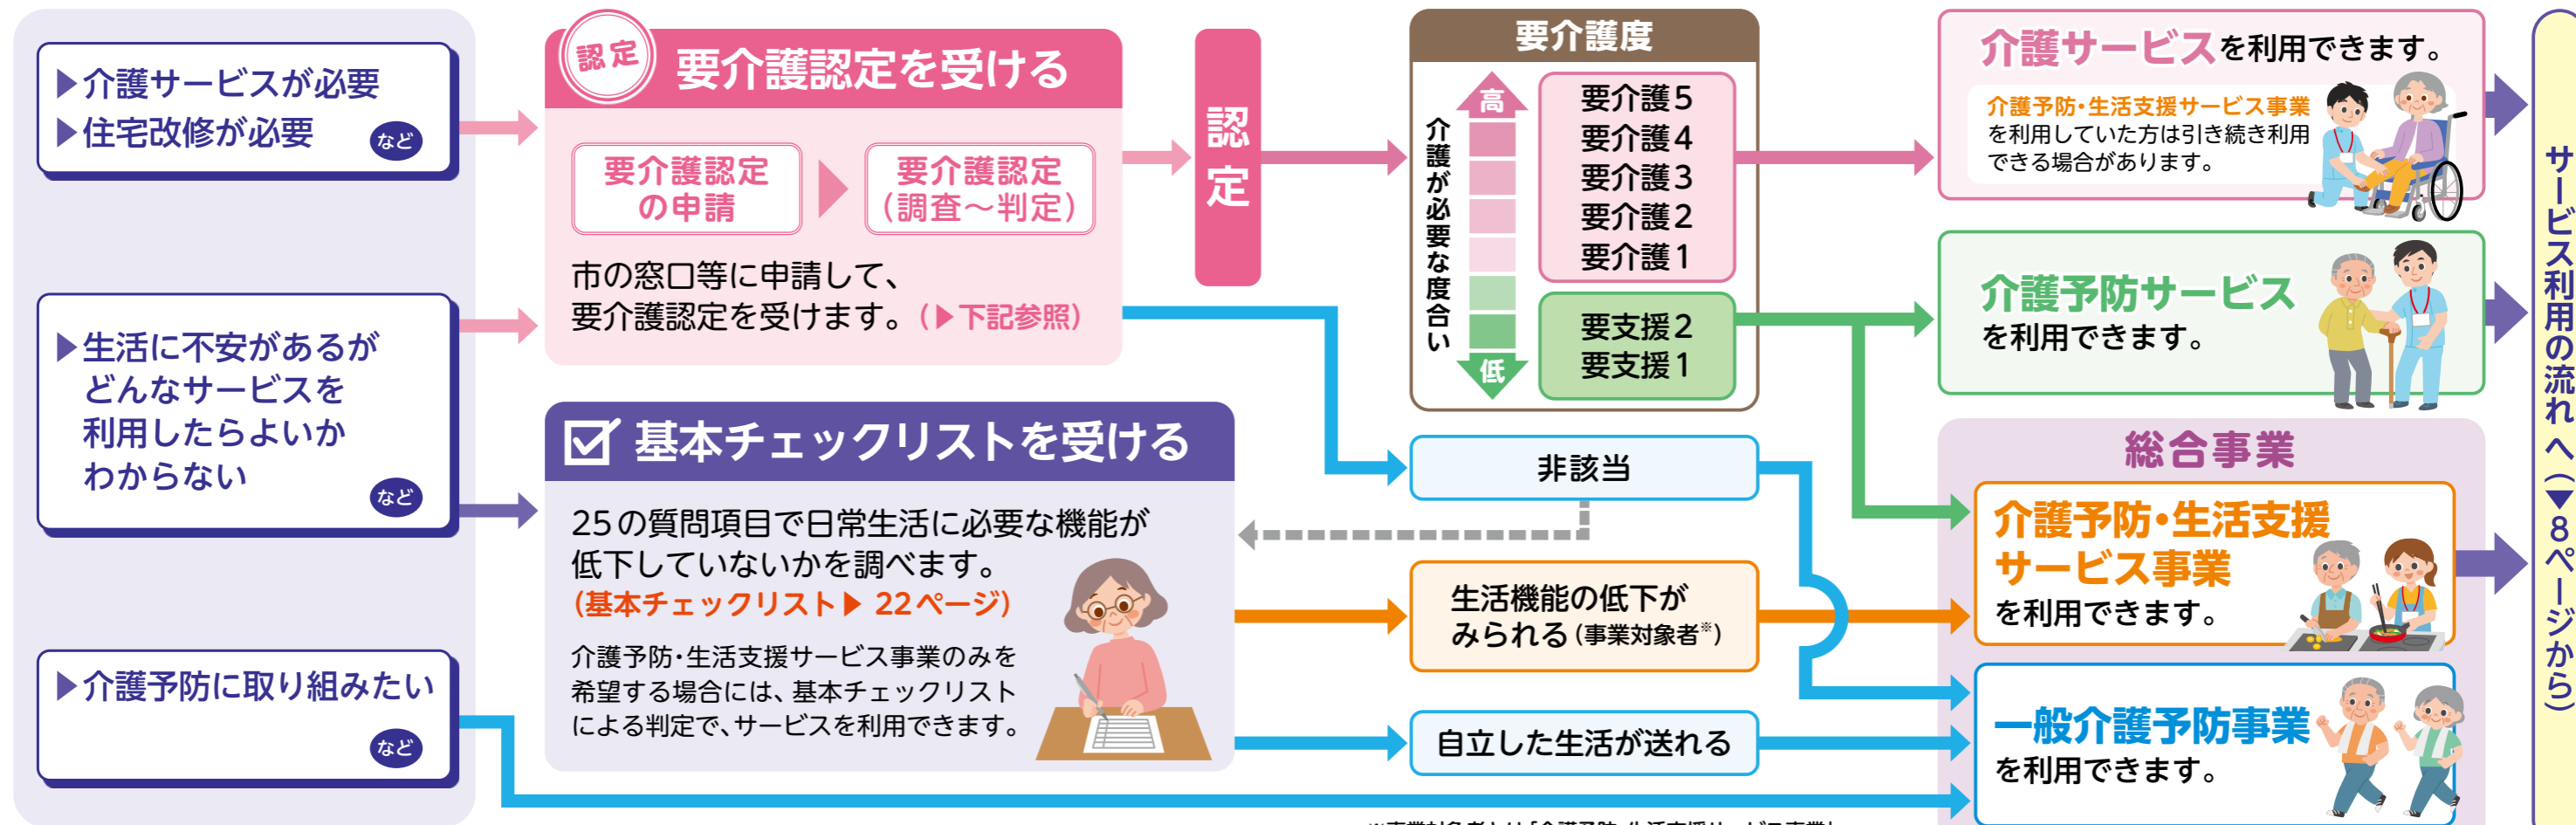 ▶介護サービスが必要
▶住宅改修が必要
など
▶生活に不安があるが
どんなサービスを
利用したらよいか
わからない
など
▶介護予防に取り組みたい
など
認定
要介護認定を受ける
要介護認定
の申請
要介護認定
(調査～判定)
市の窓口等に申請して、
要介護認定を受けます。(▶下記参照)
基本チェックリストを受ける
25の質問項目で日常生活に必要な機能が
低下していないかを調べます。
(基本チェックリスト▶ 22ページ)
介護予防・生活支援サービス事業のみを
希望する場合には、基本チェックリスト
による判定で、サービスを利用できます。
認定
要介護度
介護が必要な度合い
高
低
要介護5
要介護4
要介護3
要介護2
要介護1
要支援2
要支援1
非該当
生活機能の低下が
みられる(事業対象者※)
自立した生活が送れる
介護サービスを利用できます。
介護予防・生活支援サービス事業
を利用していた方は引き続き利用
できる場合があります。
介護予防サービス
を利用できます。
総合事業
介護予防・生活支援
サービス事業
を利用できます。
一般介護予防事業
を利用できます。
サービス利用の流れ へ(▼8ページから)
※事業対象者とは「介護予防・生活支援サービス事業」